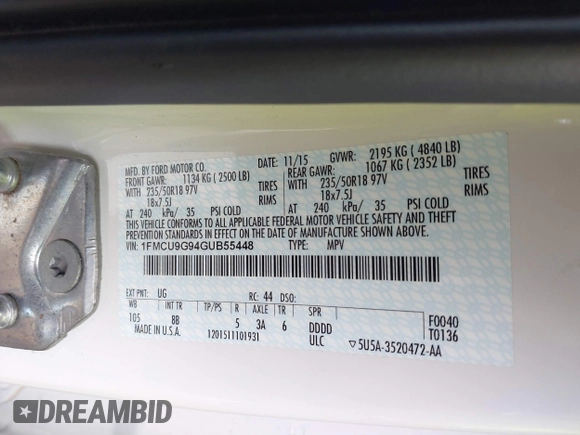 MFD. BY FORD MOTOR CO.
DATE: 11/15 GVWR: 2195 KG ( 4840 LB)
FRONT GAWR: 1134 KG ( 2500 LB)
REAR GAWR: 1067 KG ( 2352 LB)
WITH 235/50R18 97V TIRES
WITH 235/50R18 97V TIRES
18x7.5J RIMS
18x7.5J RIMS
AT 240 kPa/ 35 PSI COLD
AT 240 kPa/ 35 PSI COLD
THIS VEHICLE CONFORMS TO ALL APPLICABLE FEDERAL MOTOR VEHICLE SAFETY AND THEFT
PREVENTION STANDARDS IN EFFECT ON THE DATE OF MANUFACTURE SHOWN ABOVE.
VIN: 1FMCU9G94GUB55448 TYPE: MPV
EXT PNT: UG RC: 44 DSO:
WB INT TR TP/PS R AXLE TR SPR
105 BB 5 3A 6 DDDD F0040
MADE IN U.S.A. 1201511101931 ULC ▽5U5A-3520472-AA T0136
DREAMBID